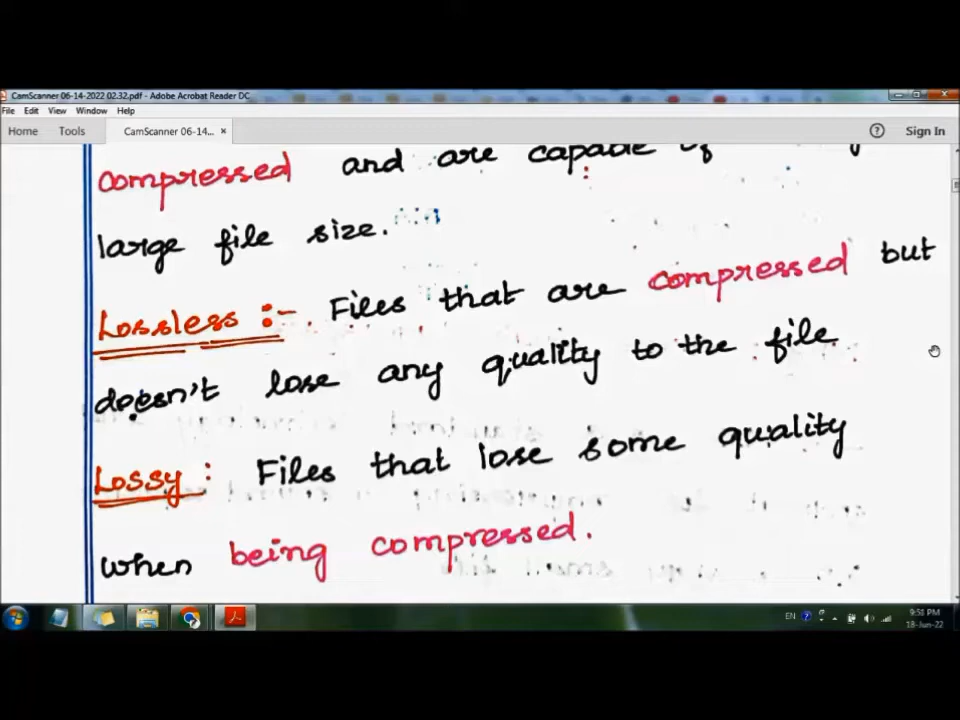 CamScanner 06-14-2022 02.32.pdf - Adobe Acrobat Reader DC
File Edit View Window Help
Home Tools CamScanner 06-14... × Sign In
compressed and are capable of
large file size.
Lossless :- Files that are compressed but
doesn't lose any quality to the file
Lossy : Files that lose some quality
when being compressed.
EN 9:51 PM
18-Jun-22